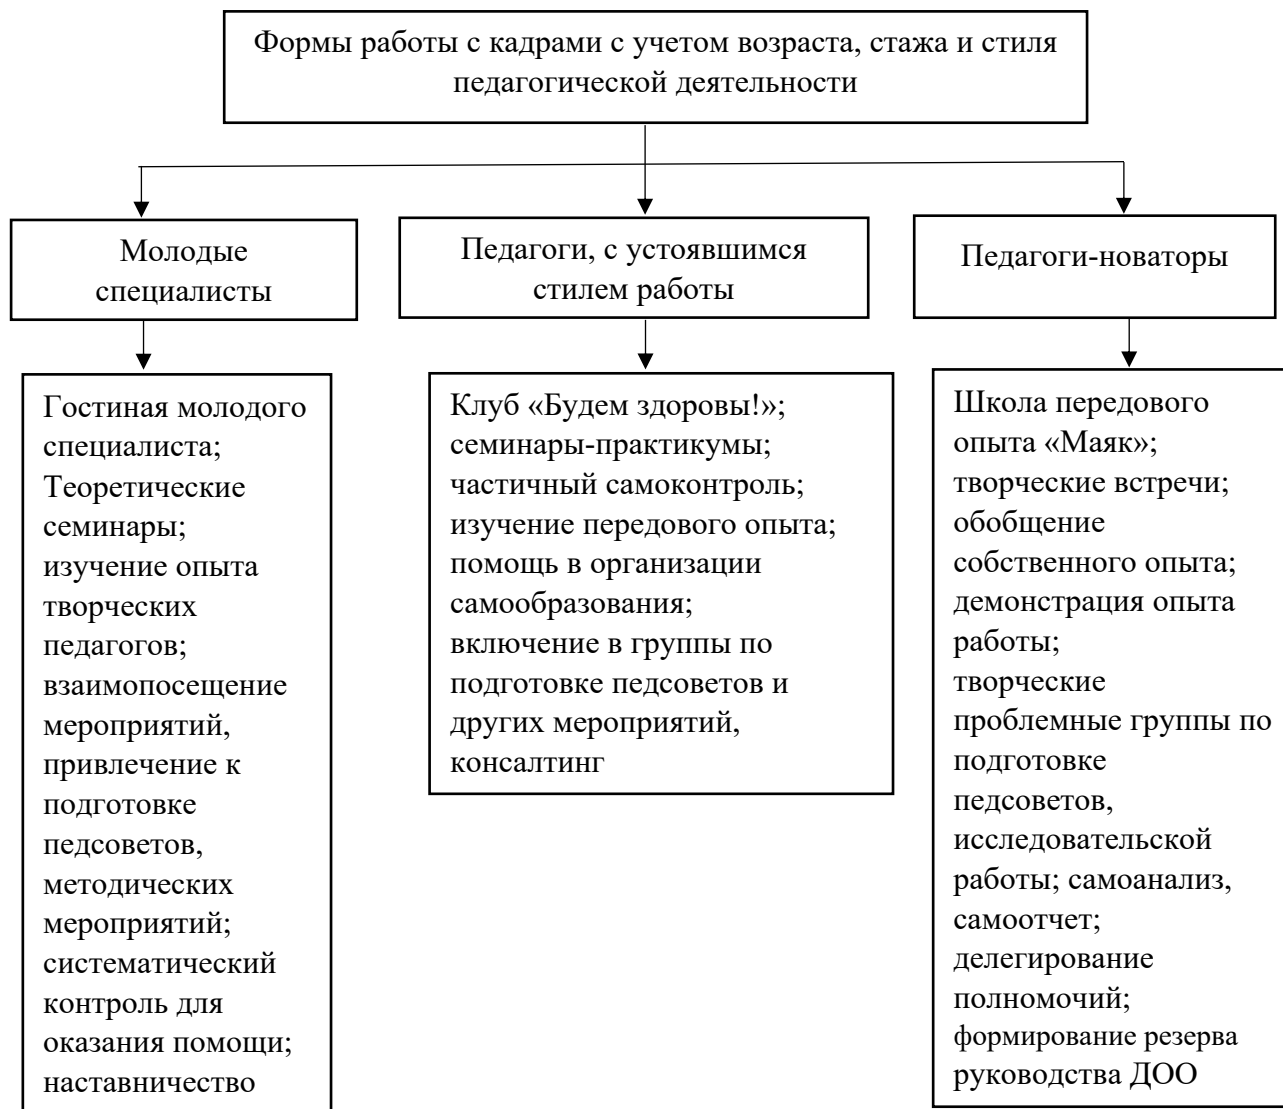 Формы работы с кадрами с учетом возраста, стажа и стиля
педагогической деятельности
Молодые
специалисты
Педагоги, с устоявшимся
стилем работы
Педагоги-новаторы
Гостиная молодого
специалиста;
Теоретические
семинары;
изучение опыта
творческих
педагогов;
взаимопосещение
мероприятий,
привлечение к
подготовке
педсоветов,
методических
мероприятий;
систематический
контроль для
оказания помощи;
наставничество
Клуб «Будем здоровы!»;
семинары-практикумы;
частичный самоконтроль;
изучение передового опыта;
помощь в организации
самообразования;
включение в группы по
подготовке педсоветов и
других мероприятий,
консалтинг
Школа передового
опыта «Маяк»;
творческие встречи;
обобщение
собственного опыта;
демонстрация опыта
работы;
творческие
проблемные группы по
подготовке
педсоветов,
исследовательской
работы; самоанализ,
самоотчет;
делегирование
полномочий;
формирование резерва
руководства ДОО